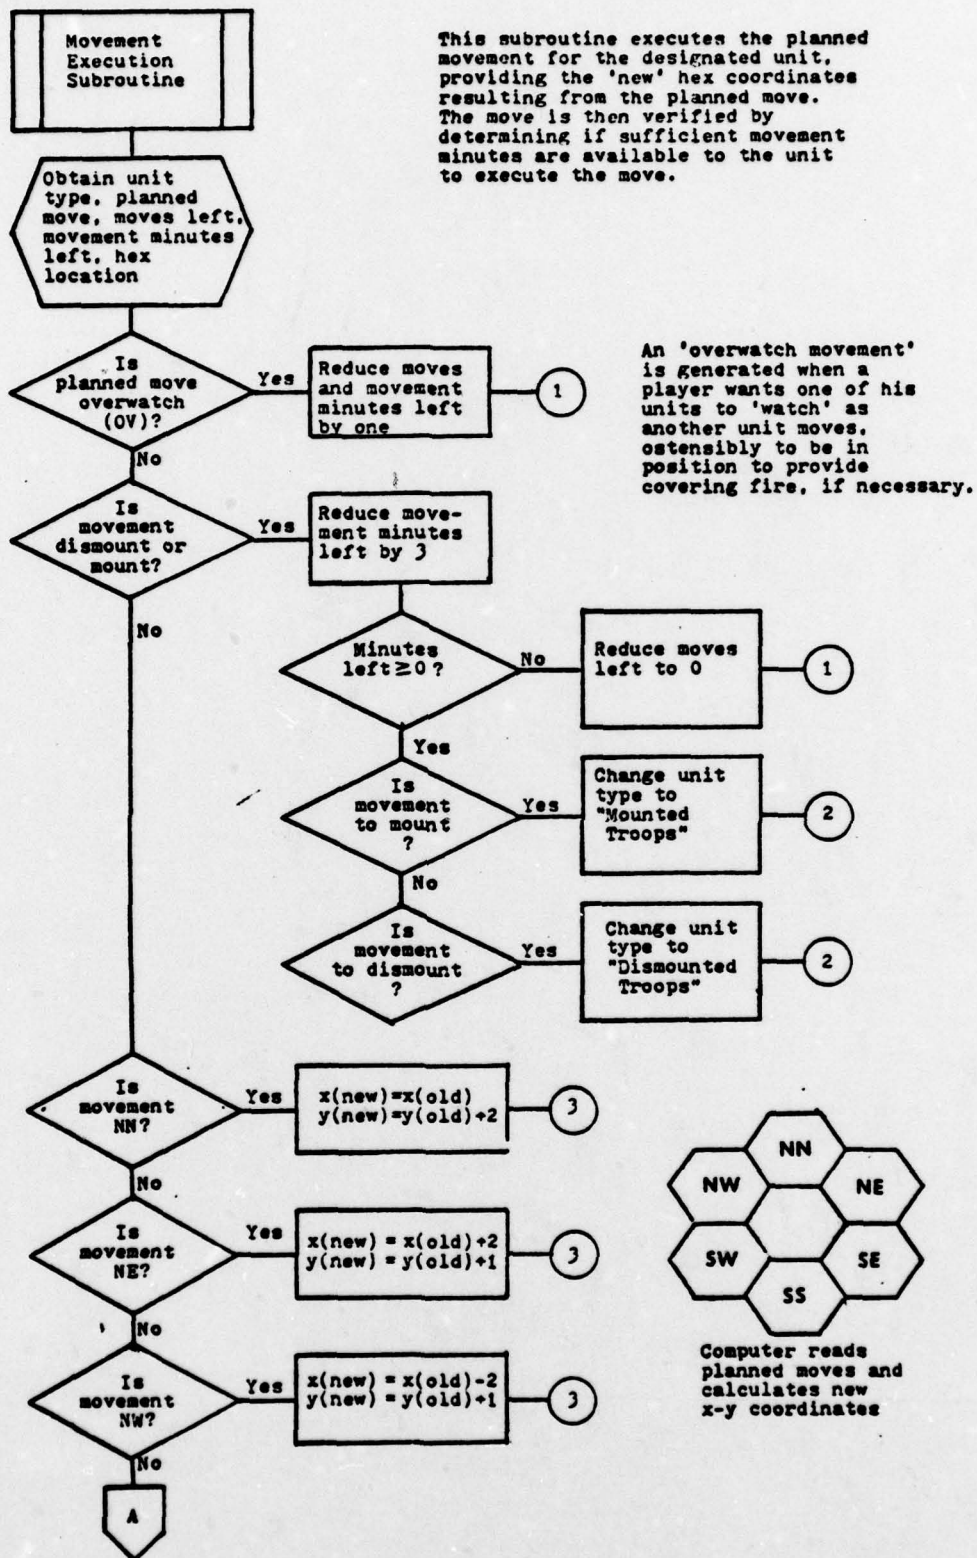 Movement
Execution
Subroutine
This subroutine executes the planned
movement for the designated unit,
providing the 'new' hex coordinates
resulting from the planned move.
The move is then verified by
determining if sufficient movement
minutes are available to the unit
to execute the move.
Obtain unit
type, planned
move, moves left,
movement minutes
left, hex
location
Is
planned move
overwatch
(OV)?
Yes
Reduce moves
and movement
minutes left
by one
1
An 'overwatch movement'
is generated when a
player wants one of his
units to 'watch' as
another unit moves,
ostensibly to be in
position to provide
covering fire, if necessary.
No
Is
movement
dismount or
mount?
Yes
Reduce move-
ment minutes
left by 3
No
Minutes
left ≥ 0?
No
Reduce moves
left to 0
1
Yes
Is
movement
to mount
?
Yes
Change unit
type to
"Mounted
Troops"
2
No
Is
movement
to dismount
?
Yes
Change unit
type to
"Dismounted
Troops"
2
Is
movement
NN?
Yes
x(new)=x(old)
y(new)=y(old)+2
3
No
Is
movement
NE?
Yes
x(new) = x(old)+2
y(new) = y(old)+1
3
No
Is
movement
NW?
Yes
x(new) = x(old)-2
y(new) = y(old)+1
3
No
A
NN
NW
NE
SW
SE
SS
Computer reads
planned moves and
calculates new
x-y coordinates